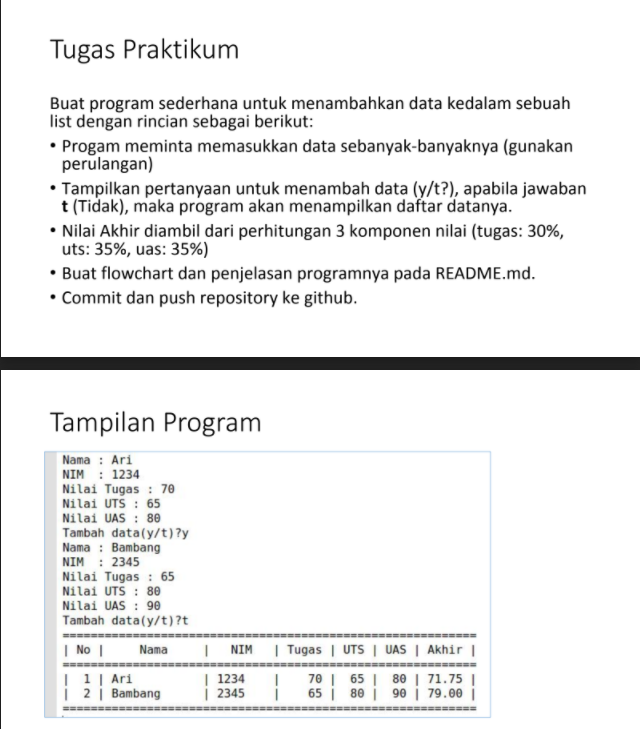 Tugas Praktikum
Buat program sederhana untuk menambahkan data kedalam sebuah
list dengan rincian sebagai berikut:
• Progam meminta memasukkan data sebanyak-banyaknya (gunakan
perulangan)
• Tampilkan pertanyaan untuk menambah data (y/t?), apabila jawaban
t (Tidak), maka program akan menampilkan daftar datanya.
• Nilai Akhir diambil dari perhitungan 3 komponen nilai (tugas: 30%,
uts: 35%, uas: 35%)
• Buat flowchart dan penjelasan programnya pada README.md.
• Commit dan push repository ke github.
Tampilan Program
Nama : Ari
NIM  : 1234
Nilai Tugas : 70
Nilai UTS : 65
Nilai UAS : 80
Tambah data(y/t)?y
Nama : Bambang
NIM  : 2345
Nilai Tugas : 65
Nilai UTS : 80
Nilai UAS : 90
Tambah data(y/t)?t
==========================================================
| No |     Nama     |   NIM   | Tugas | UTS | UAS | Akhir |
==========================================================
|  1 | Ari          | 1234    |    70 |  65 |  80 | 71.75 |
|  2 | Bambang      | 2345    |    65 |  80 |  90 | 79.00 |
==========================================================